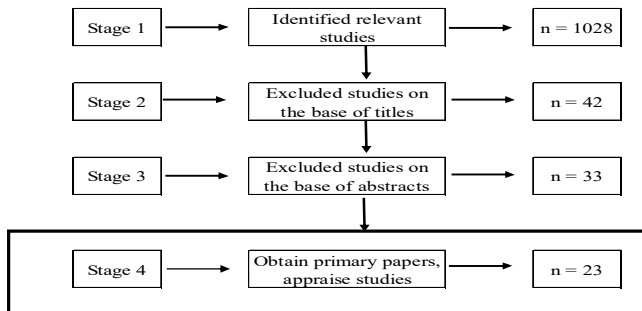 Stage 1
Identified relevant
studies
n = 1028
Stage 2
Excluded studies on
the base of titles
n = 42
Stage 3
Excluded studies on
the base of abstracts
n = 33
Stage 4
Obtain primary papers,
appraise studies
n = 23